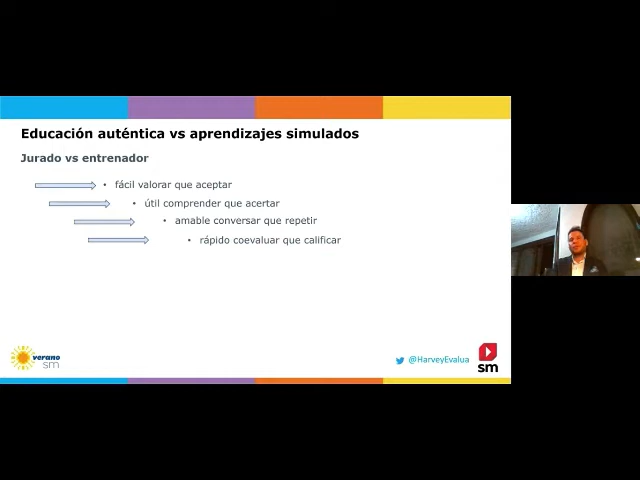 Educación auténtica vs aprendizajes simulados
Jurado vs entrenador
• fácil valorar que aceptar
• útil comprender que acertar
• amable conversar que repetir
• rápido coevaluar que calificar
verano
sm
@HarveyEvalua
sm